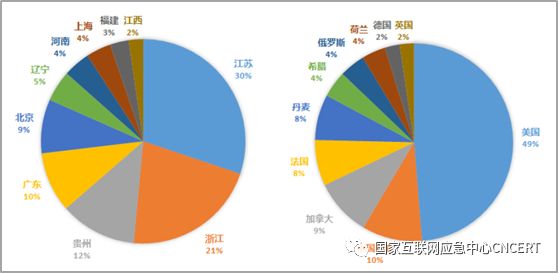 江苏
30%
浙江
21%
贵州
12%
广东
10%
北京
9%
辽宁
5%
河南
4%
上海
4%
福建
3%
江西
2%
美国
49%
国
10%
加拿大
9%
法国
8%
丹麦
8%
希腊
4%
俄罗斯
4%
荷兰
4%
德国
2%
英国
2%
国家互联网应急中心CNCERT